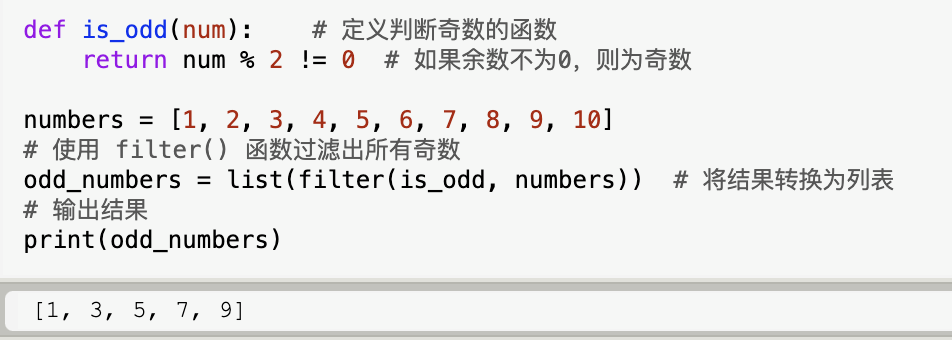 def is_odd(num):    # 定义判断奇数的函数
    return num % 2 != 0  # 如果余数不为0，则为奇数
numbers = [1, 2, 3, 4, 5, 6, 7, 8, 9, 10]
# 使用 filter() 函数过滤出所有奇数
odd_numbers = list(filter(is_odd, numbers))  # 将结果转换为列表
# 输出结果
print(odd_numbers)
[1, 3, 5, 7, 9]